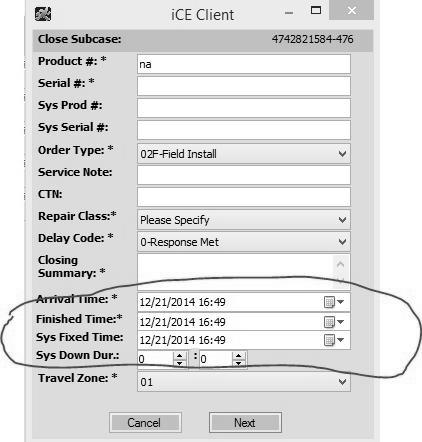 iCE Client
Close Subcase: 4742821584-476
Product #: * na
Serial #: *
Sys Prod #:
Sys Serial #:
Order Type: * 02F-Field Install
Service Note:
CTN:
Repair Class:* Please Specify
Delay Code: * 0-Response Met
Closing
Summary: *
Arrival Time: * 12/21/2014 16:49
Finished Time:* 12/21/2014 16:49
Sys Fixed Time: 12/21/2014 16:49
Sys Down Dur.: 0 : 0
Travel Zone: * 01
Cancel Next